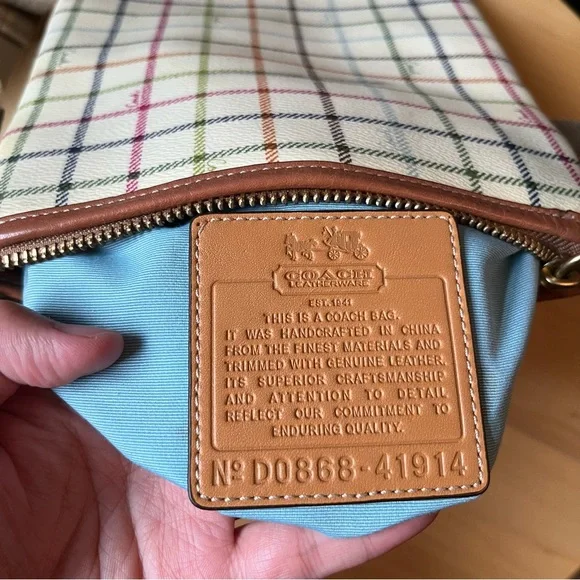 COACH
LEATHERWARE
EST. 1941
THIS IS A COACH BAG.
IT WAS HANDCRAFTED IN CHINA
FROM THE FINEST MATERIALS AND
TRIMMED WITH GENUINE LEATHER.
ITS SUPERIOR CRAFTSMANSHIP
AND ATTENTION TO DETAIL
REFLECT OUR COMMITMENT TO
ENDURING QUALITY.
Nº D0868-41914